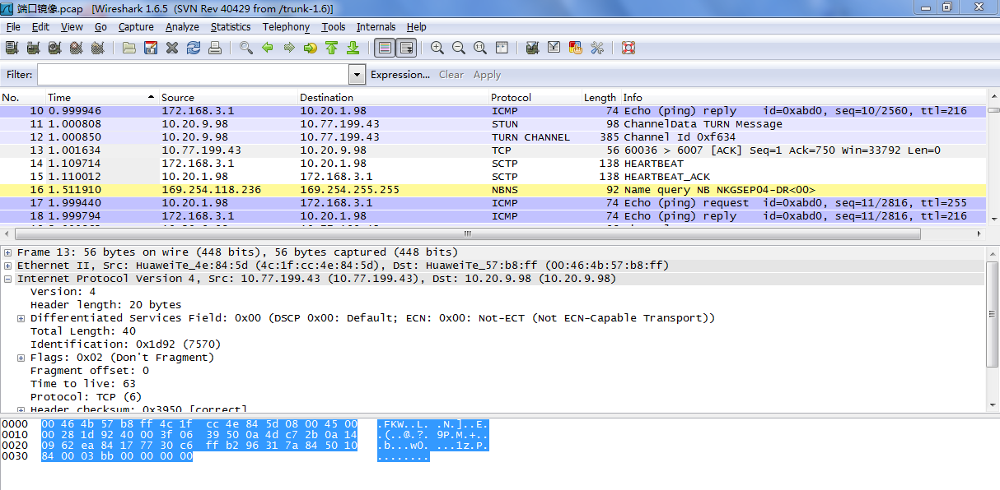 端口镜像.pcap   [Wireshark 1.6.5  (SVN Rev 40429 from /trunk-1.6)]
File Edit View Go Capture Analyze Statistics Telephony Tools Internals Help
Filter: Expression... Clear Apply
No. Time Source Destination Protocol Length Info
10 0.999946 172.168.3.1 10.20.1.98 ICMP 74 Echo (ping) reply   id=0xabd0, seq=10/2560, ttl=216
11 1.000808 10.20.9.98 10.77.199.43 STUN 98 ChannelData TURN Message
12 1.000850 10.20.9.98 10.77.199.43 TURN CHANNEL 385 Channel Id 0xf634
13 1.001634 10.77.199.43 10.20.9.98 TCP 56 60036 > 6007 [ACK] Seq=1 Ack=750 Win=33792 Len=0
14 1.109714 172.168.3.1 10.20.1.98 SCTP 138 HEARTBEAT
15 1.110012 10.20.1.98 172.168.3.1 SCTP 138 HEARTBEAT_ACK
16 1.511910 169.254.118.236 169.254.255.255 NBNS 92 Name query NB NKGSEP04-DR<00>
17 1.999440 10.20.1.98 172.168.3.1 ICMP 74 Echo (ping) request  id=0xabd0, seq=11/2816, ttl=255
18 1.999794 172.168.3.1 10.20.1.98 ICMP 74 Echo (ping) reply   id=0xabd0, seq=11/2816, ttl=216
Frame 13: 56 bytes on wire (448 bits), 56 bytes captured (448 bits)
Ethernet II, Src: HuaweiTe_4e:84:5d (4c:1f:cc:4e:84:5d), Dst: HuaweiTe_57:b8:ff (00:46:4b:57:b8:ff)
Internet Protocol Version 4, Src: 10.77.199.43 (10.77.199.43), Dst: 10.20.9.98 (10.20.9.98)
Version: 4
Header length: 20 bytes
Differentiated Services Field: 0x00 (DSCP 0x00: Default; ECN: 0x00: Not-ECT (Not ECN-Capable Transport))
Total Length: 40
Identification: 0x1d92 (7570)
Flags: 0x02 (Don't Fragment)
Fragment offset: 0
Time to live: 63
Protocol: TCP (6)
Header checksum: 0x3950 [correct]
0000 00 46 4b 57 b8 ff 4c 1f cc 4e 84 5d 08 00 45 00 .FKW..L. .N.]..E.
0010 00 28 1d 92 40 00 3f 06 39 50 0a 4d c7 2b 0a 14 .(..@.?. 9P.M.+..
0020 09 62 ea 84 17 77 30 c6 ff b2 96 31 7a 84 50 10 .b...w0. ...1z.P.
0030 84 00 03 bb 00 00 00 00 ........